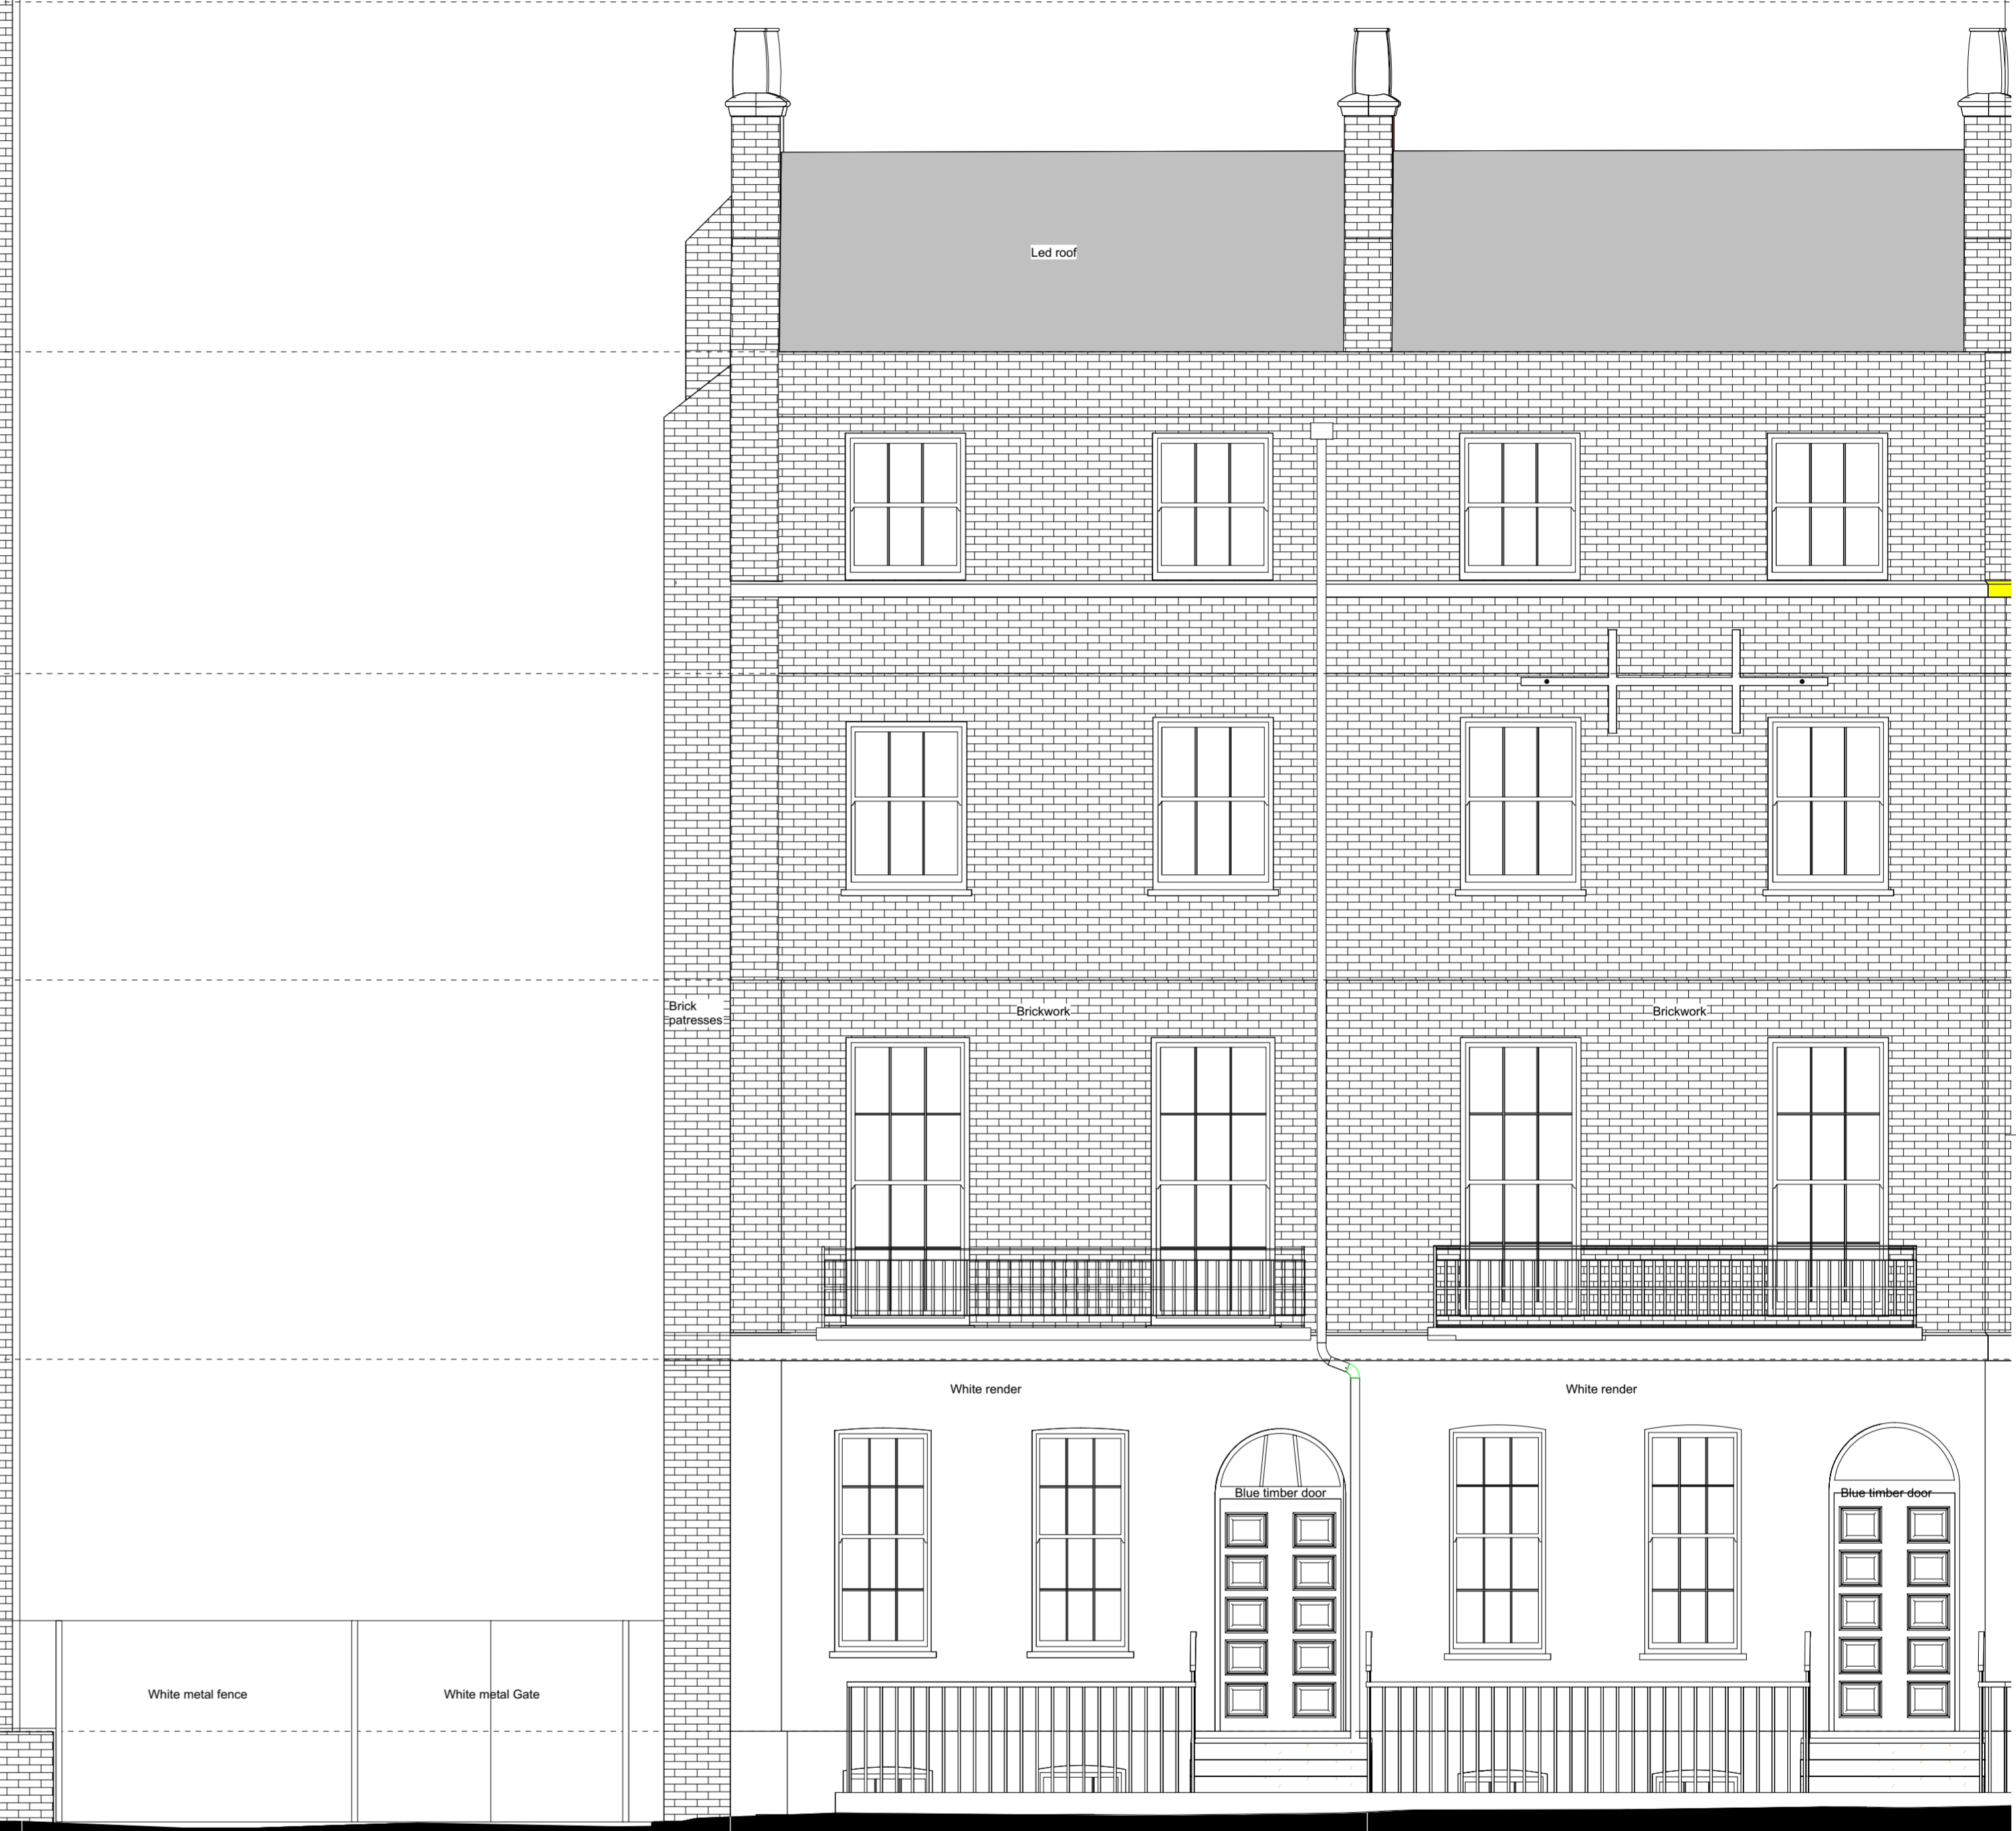 Led roof
Brick
patresses
Brickwork
Brickwork
White render
White render
Blue timber door
Blue timber door
White metal fence
White metal Gate